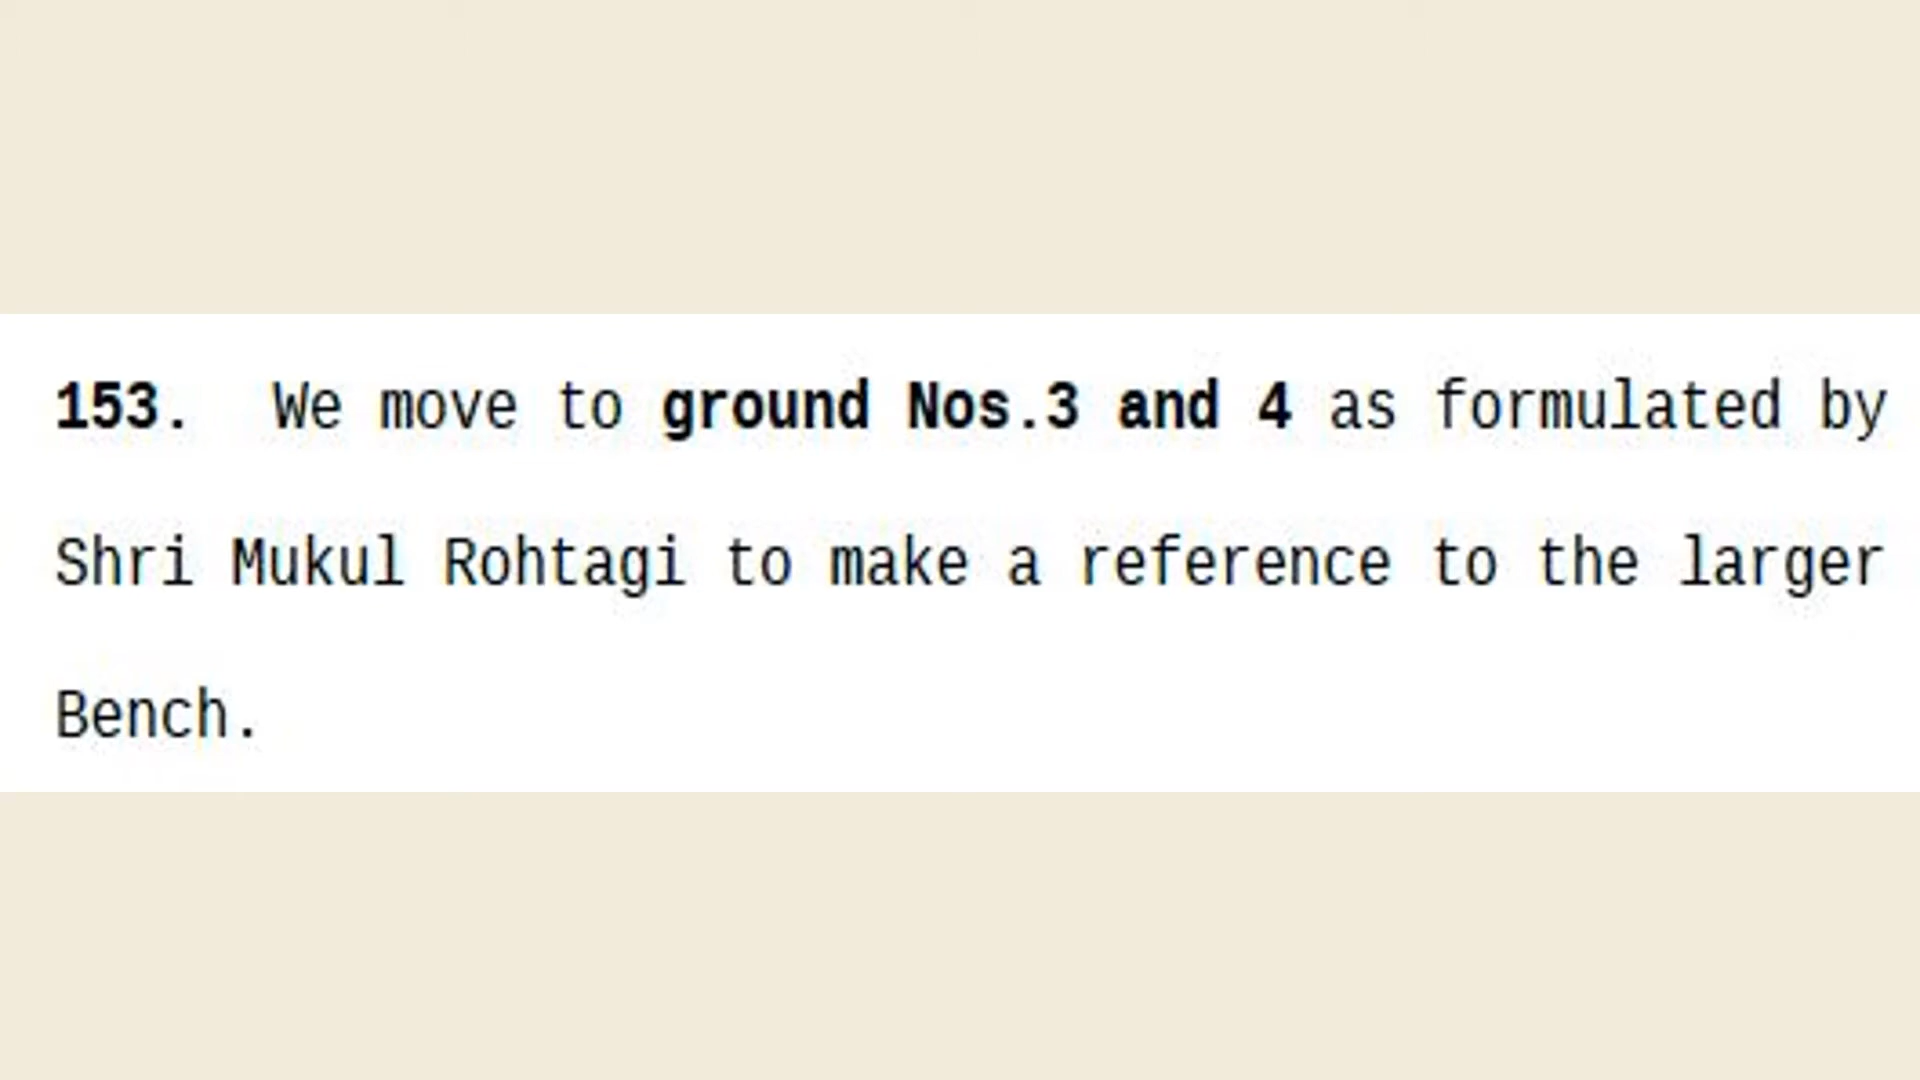 153. We move to ground Nos.3 and 4 as formulated by
Shri Mukul Rohtagi to make a reference to the larger
Bench.